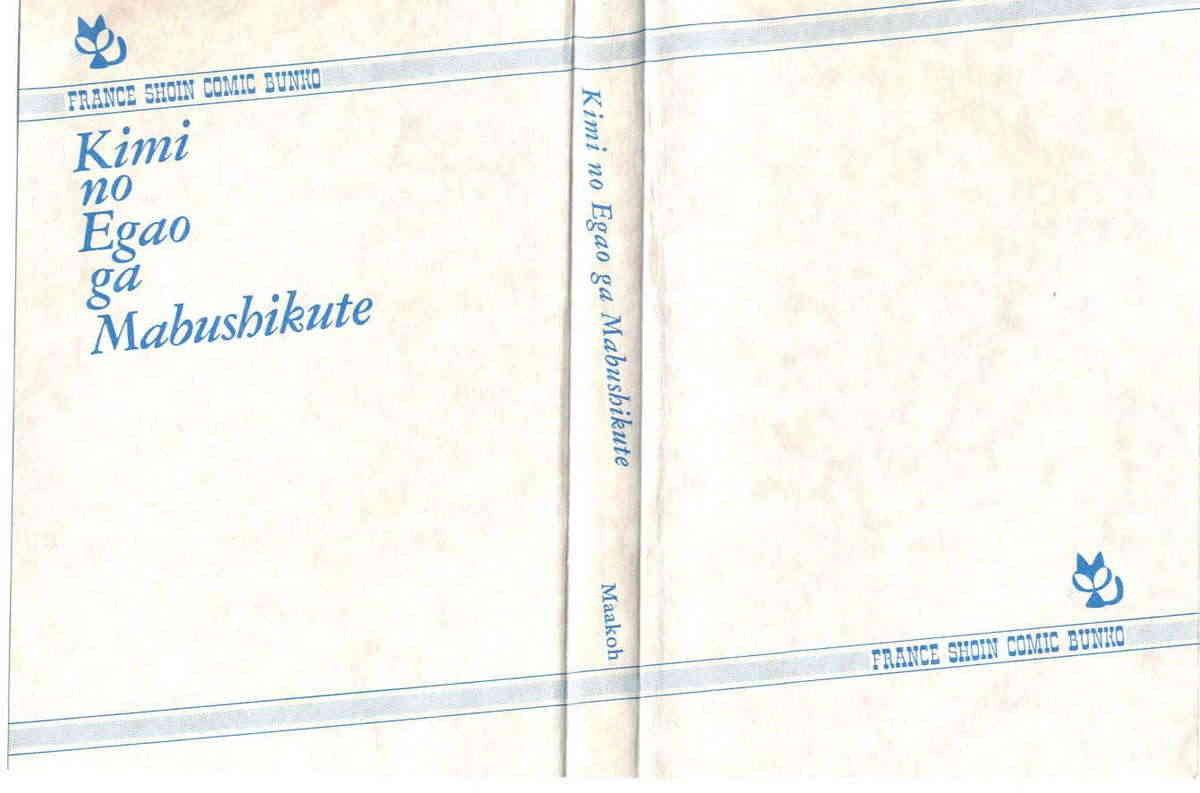 FRANCE SHOIN COMIC BUNKO
Kimi
no
Egao
ga
Mabushikute
Kimi no Egao ga Mabushikute
Maakoh
FRANCE SHOIN COMIC BUNKO